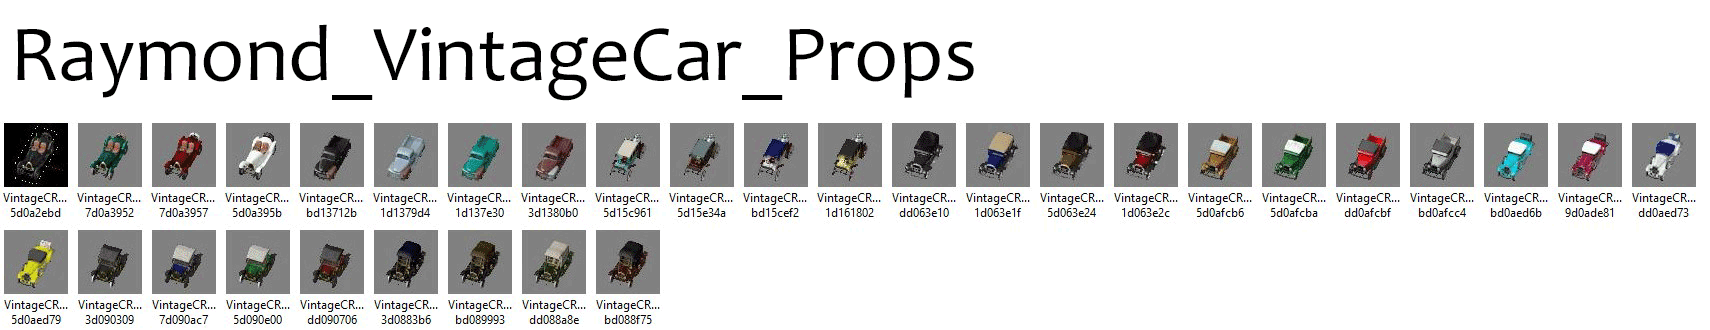 Raymond_VintageCar_Props
VintageCR... VintageCR... VintageCR... VintageCR... VintageCR... VintageCR... VintageCR... VintageCR... VintageCR... VintageCR... VintageCR... VintageCR... VintageCR... VintageCR... VintageCR... VintageCR... VintageCR... VintageCR... VintageCR... VintageCR... VintageCR... VintageCR... VintageCR...
5d0a2ebd 7d0a3952 7d0a3957 5d0a395b bd13712b 1d1379d4 1d137e30 3d1380b0 5d15c961 5d15e34a bd15cef2 1d161802 dd063e10 1d063e1f 5d063e24 1d063e2c 5d0afcb6 5d0afcba dd0afcbf bd0afcc4 bd0aed6b 9d0ade81 dd0aed73
VintageCR... VintageCR... VintageCR... VintageCR... VintageCR... VintageCR... VintageCR... VintageCR... VintageCR...
5d0aed79 3d090309 7d090ac7 5d090e00 dd090706 3d0883b6 bd089993 dd088a8e bd088f75